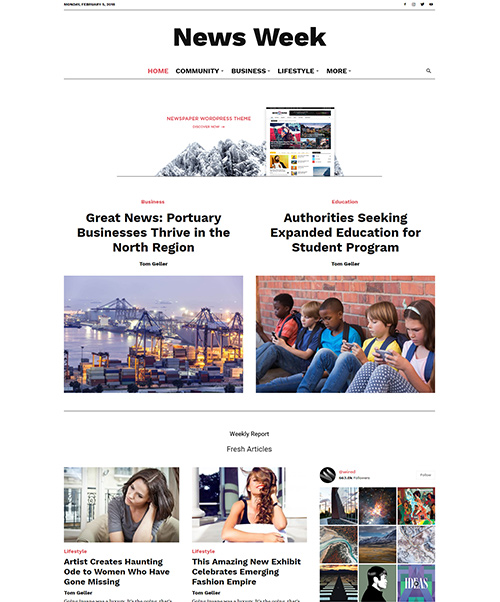 MONDAY, FEBRUARY 5, 2018
News Week
HOME COMMUNITY BUSINESS LIFESTYLE MORE
NEWSPAPER WORDPRESS THEME
DISCOVER NOW
Business
Great News: Portuary
Businesses Thrive in the
North Region
Tom Geller
Education
Authorities Seeking
Expanded Education for
Student Program
Tom Geller
Weekly Report
Fresh Articles
Lifestyle
Artist Creates Haunting
Ode to Women Who Have
Gone Missing
Tom Geller
Lifestyle
This Amazing New Exhibit
Celebrates Emerging
Fashion Empire
Tom Geller
@wired
Followers
Follow
IDEAS